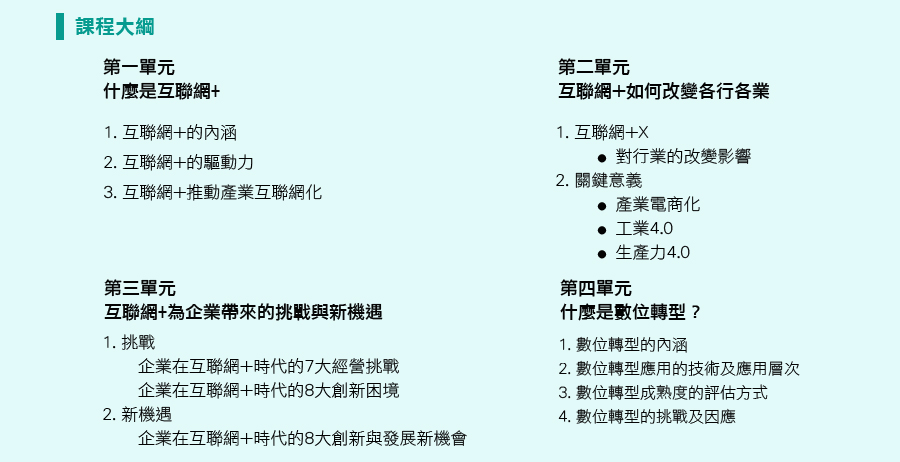 課程大綱
第一單元
什麼是互聯網+
1. 互聯網+的內涵
2. 互聯網+的驅動力
3. 互聯網+推動產業互聯網化
第二單元
互聯網+如何改變各行各業
1. 互聯網+X
● 對行業的改變影響
2. 關鍵意義
● 產業電商化
● 工業4.0
● 生產力4.0
第三單元
互聯網+為企業帶來的挑戰與新機遇
1. 挑戰
企業在互聯網+時代的7大經營挑戰
企業在互聯網+時代的8大創新困境
2. 新機遇
企業在互聯網+時代的8大創新與發展新機會
第四單元
什麼是數位轉型？
1. 數位轉型的內涵
2. 數位轉型應用的技術及應用層次
3. 數位轉型成熟度的評估方式
4. 數位轉型的挑戰及因應